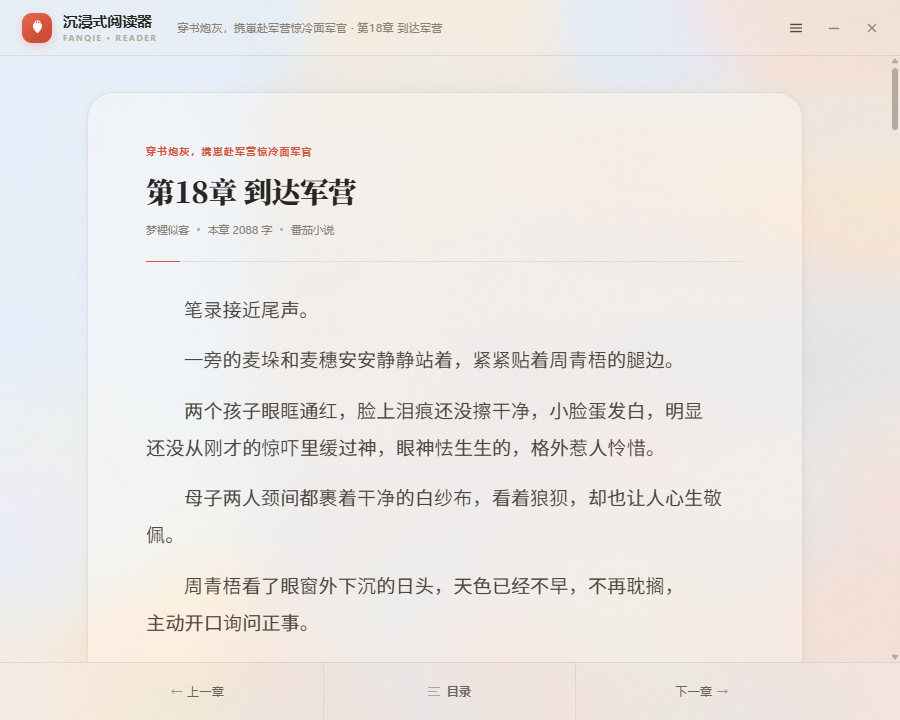 沉浸式阅读器
FANQIE • READER
穿书炮灰，携崽赴军营惊冷面军官 · 第18章 到达军营
穿书炮灰，携崽赴军营惊冷面军官
第18章 到达军营
梦裡似客 • 本章 2088 字 • 番茄小说
笔录接近尾声。
一旁的麦垛和麦穗安安静静站着，紧紧贴着周青梧的腿边。
两个孩子眼眶通红，脸上泪痕还没擦干净，小脸蛋发白，明显
还没从刚才的惊吓里缓过神，眼神怯生生的，格外惹人怜惜。
母子两人颈间都裹着干净的白纱布，看着狼狈，却也让人心生敬
佩。
周青梧看了眼窗外下沉的日头，天色已经不早，不再耽搁，
主动开口询问正事。
← 上一章
目录
下一章 →